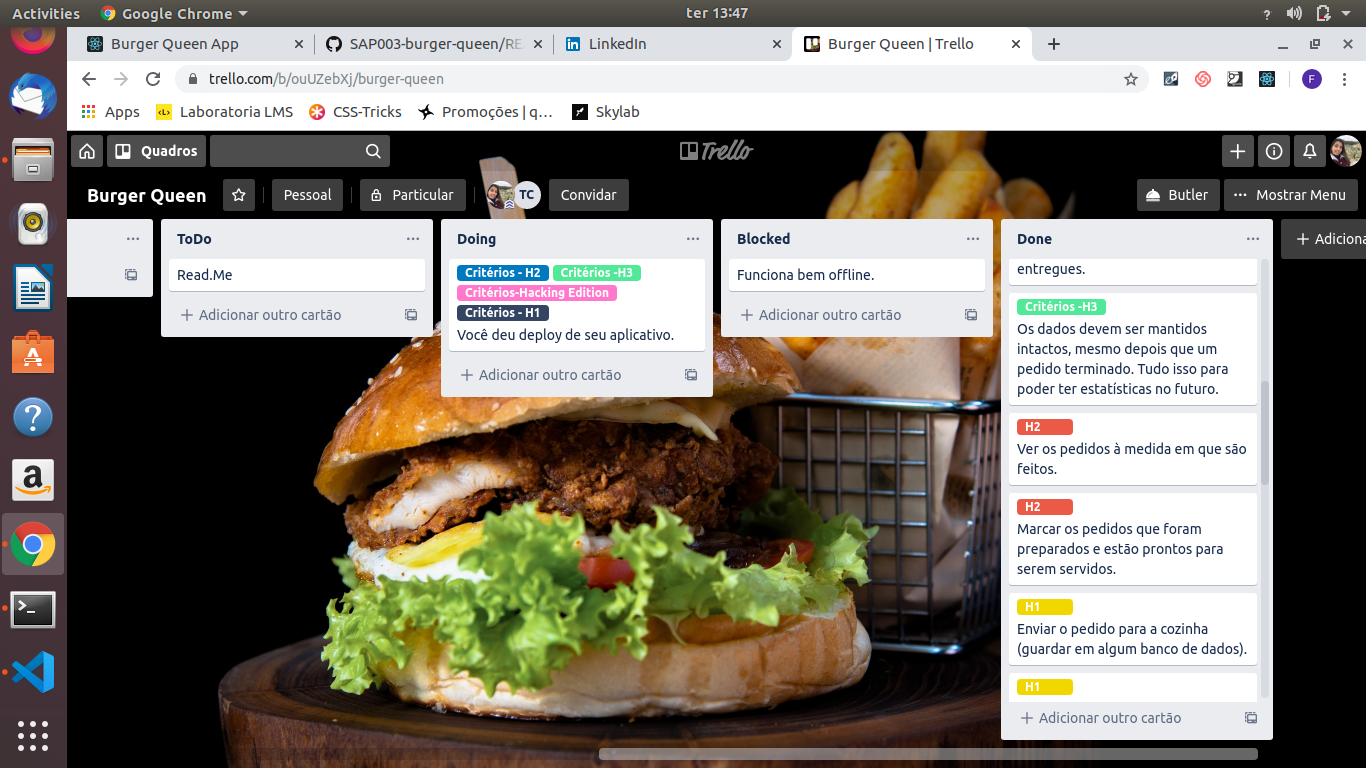 Activities
Google Chrome
ter 13:47
Burger Queen App
SAP003-burger-queen/RE
LinkedIn
Burger Queen | Trello
trello.com/b/ouUZebXj/burger-queen
F
Apps
Laboratoria LMS
CSS-Tricks
Promoções | q…
Skylab
Quadros
Trello
Burger Queen
Pessoal
Particular
TC
Convidar
Butler
Mostrar Menu
ToDo
Read.Me
Adicionar outro cartão
Doing
Critérios - H2
Critérios -H3
Critérios-Hacking Edition
Critérios - H1
Você deu deploy de seu aplicativo.
Adicionar outro cartão
Blocked
Funciona bem offline.
Adicionar outro cartão
Done
entregues.
Critérios -H3
Os dados devem ser mantidos
intactos, mesmo depois que um
pedido terminado. Tudo isso para
poder ter estatísticas no futuro.
H2
Ver os pedidos à medida em que são
feitos.
H2
Marcar os pedidos que foram
preparados e estão prontos para
serem servidos.
H1
Enviar o pedido para a cozinha
(guardar em algum banco de dados).
H1
Adicionar outro cartão
Adiciona